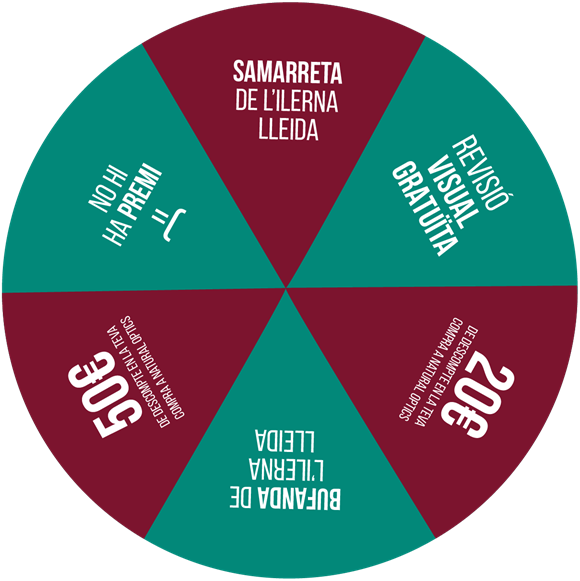 SAMARRETA
DE L'ILERNA
LLEIDA
REVISIÓ
VISUAL
GRATUÏTA
20€
DE DESCOMPTE EN LA TEVA
COMPRA A NATURAL OPTICS
BUFANDA DE
L'ILERNA
LLEIDA
50€
DE DESCOMPTE EN LA TEVA
COMPRA A NATURAL OPTICS
NO HI
HA PREMI
=(